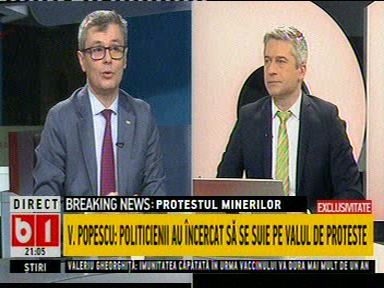 DIRECT
BREAKING NEWS: PROTESTUL MINERILOR
EXCLUSIVITATE
b1
V. POPESCU: POLITICIENII AU ÎNCERCAT SĂ SE SUIE PE VALUL DE PROTESTE
21:05
ȘTIRI
VALERIU GHEORGHIȚĂ: IMUNITATEA CĂPĂTATĂ ÎN URMA VACCINULUI VA DURA MAI MULT DE UN AN